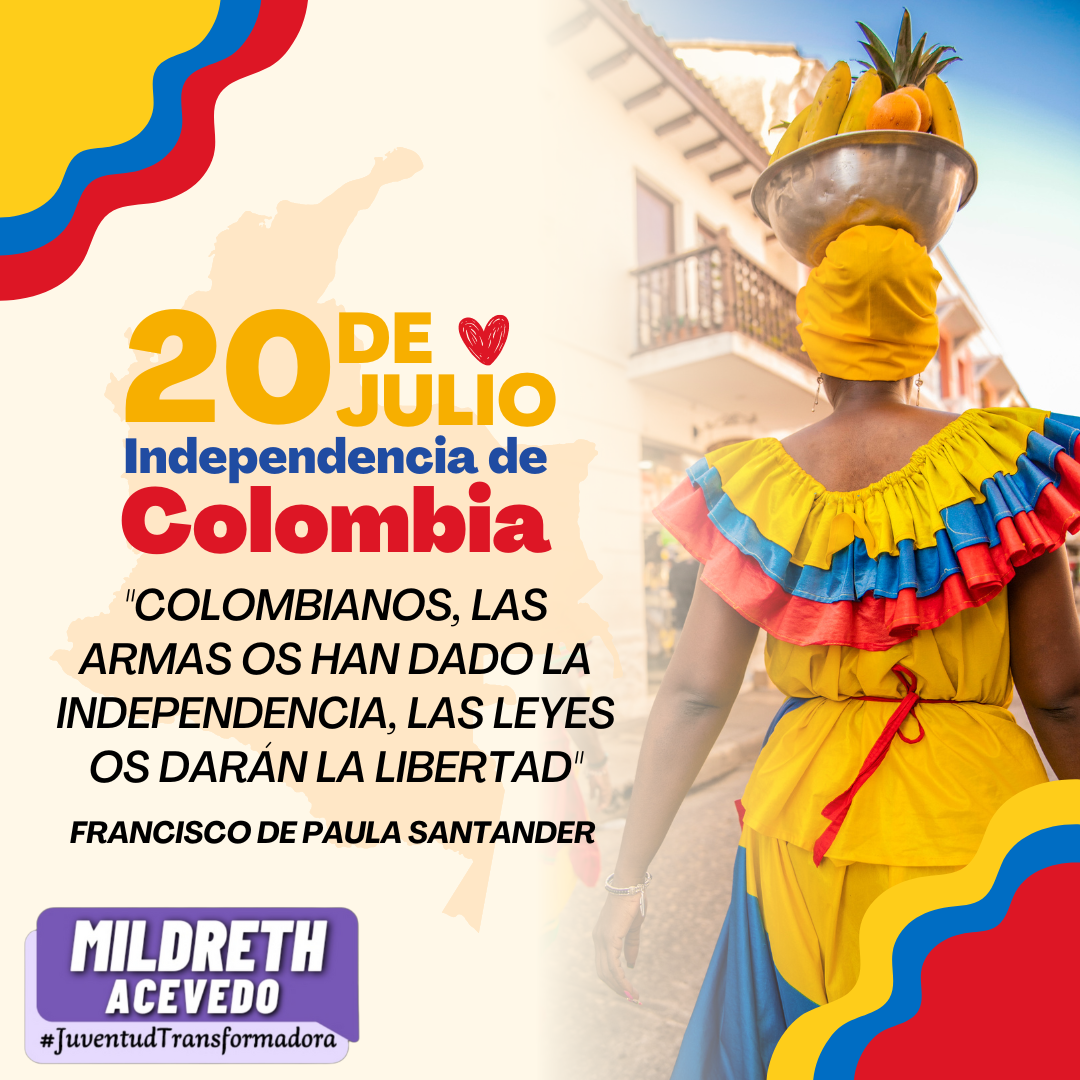 20 DE
JULIO
Independencia de
Colombia
"COLOMBIANOS, LAS
ARMAS OS HAN DADO LA
INDEPENDENCIA, LAS LEYES
OS DARÁN LA LIBERTAD"
FRANCISCO DE PAULA SANTANDER
MILDRETH
ACEVEDO
#JuventudTransformadora